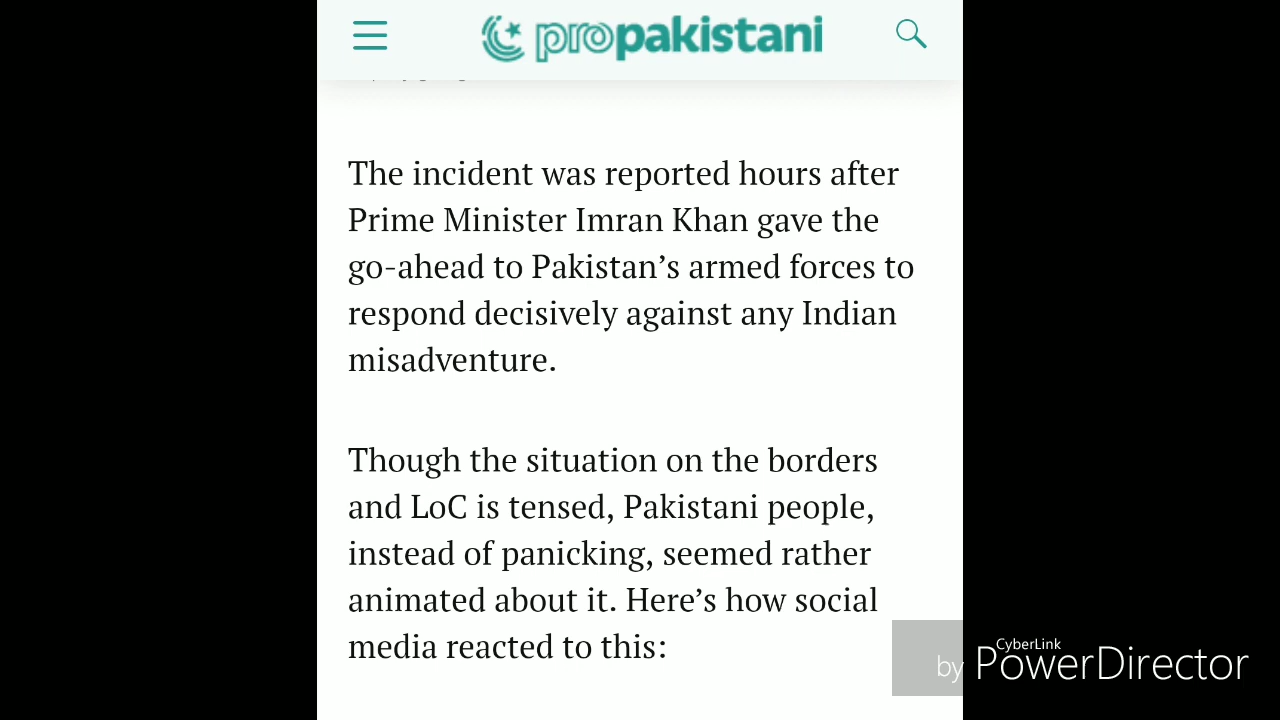 propakistani
The incident was reported hours after
Prime Minister Imran Khan gave the
go-ahead to Pakistan’s armed forces to
respond decisively against any Indian
misadventure.
Though the situation on the borders
and LoC is tensed, Pakistani people,
instead of panicking, seemed rather
animated about it. Here’s how social
media reacted to this:
CyberLink
by PowerDirector